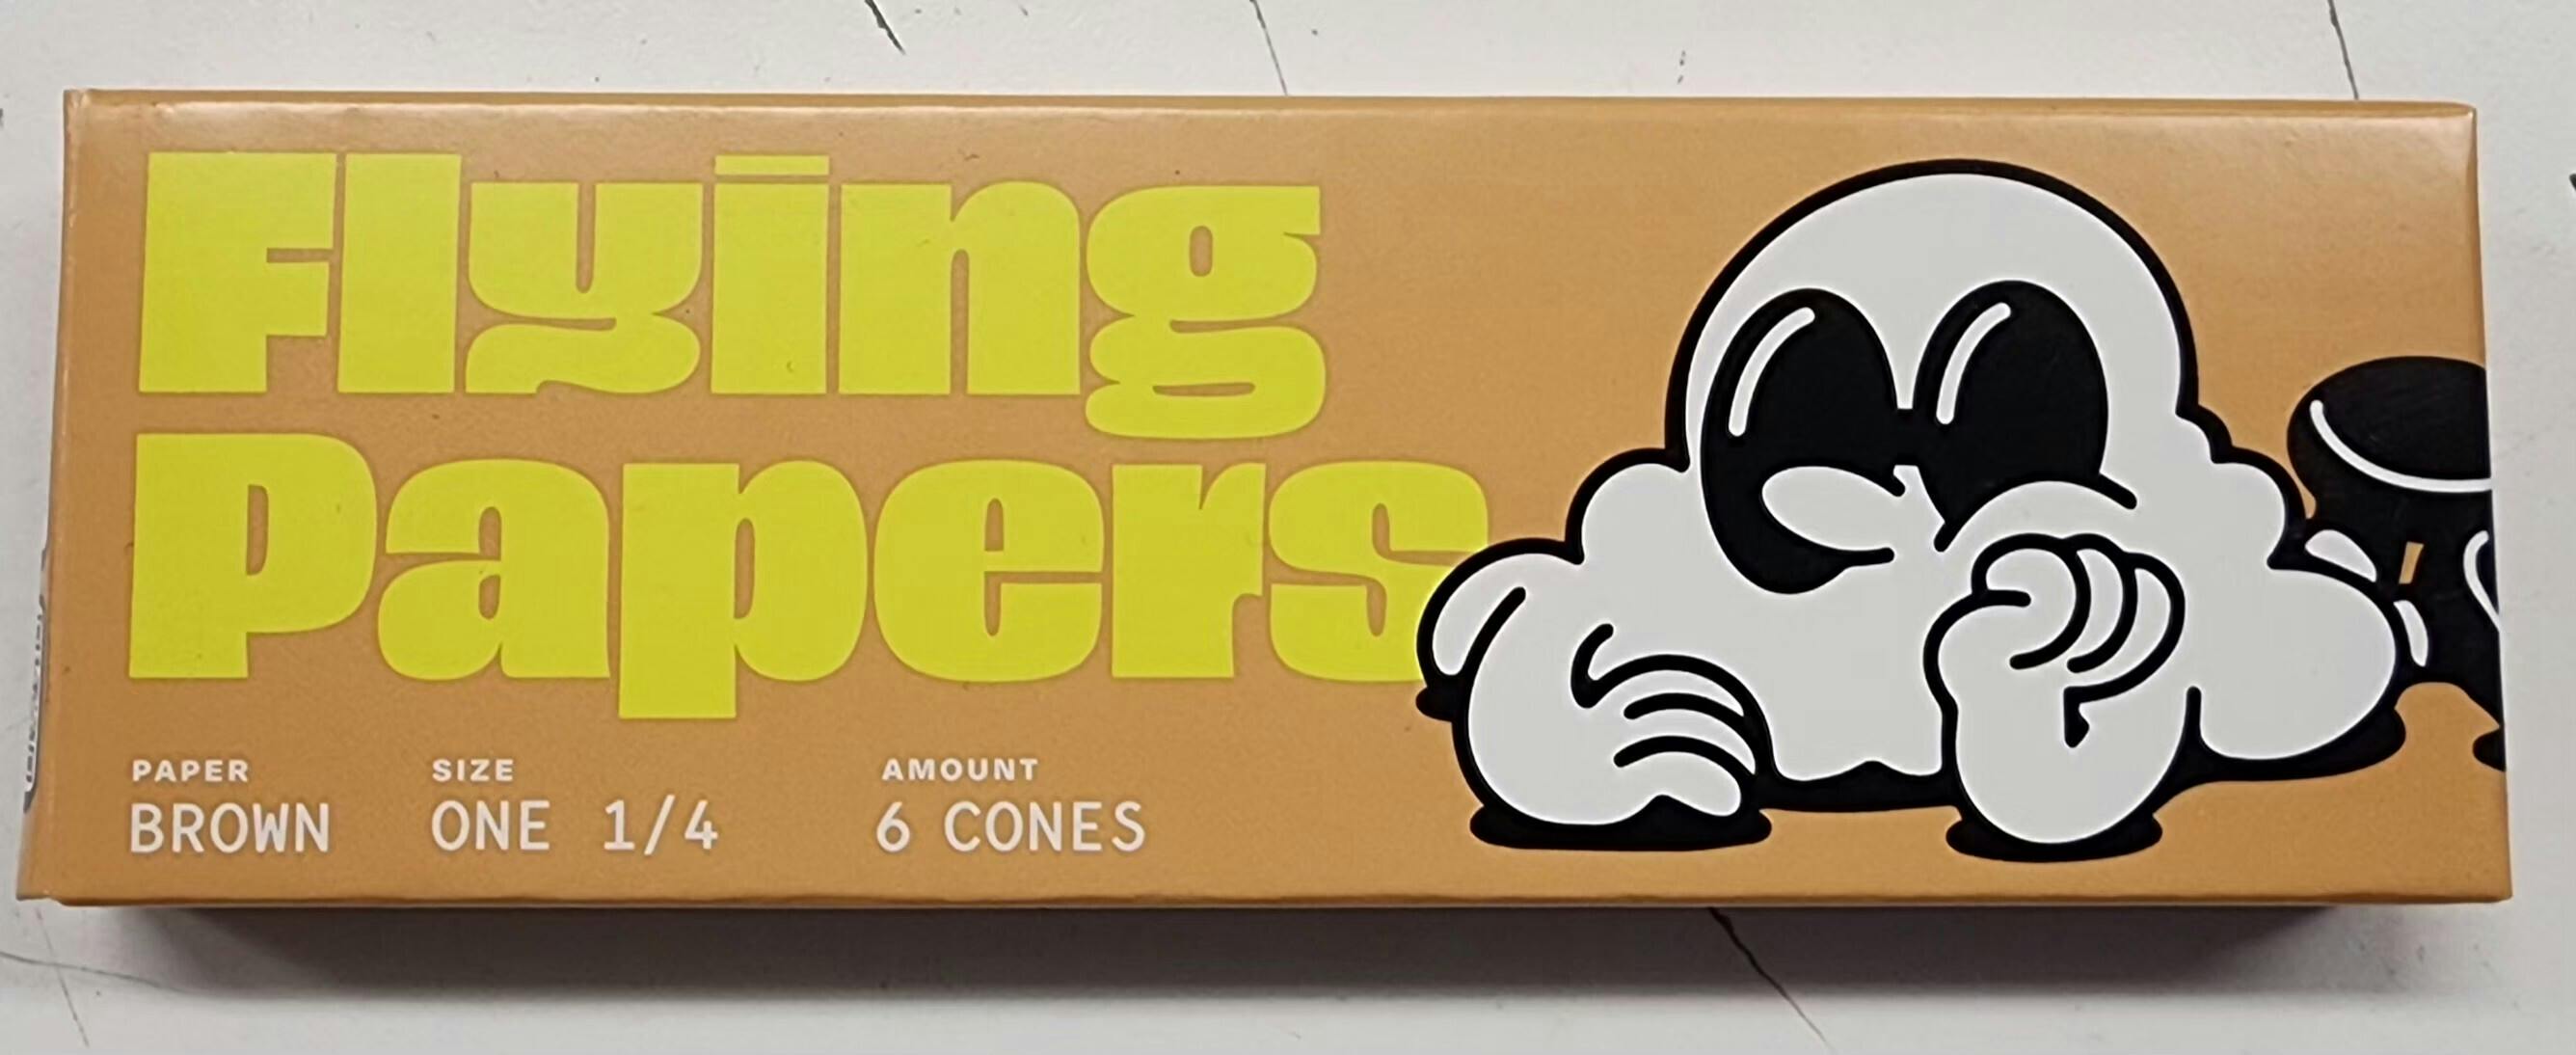 Flying
Papers
PAPER SIZE AMOUNT
BROWN ONE 1/4 6 CONES